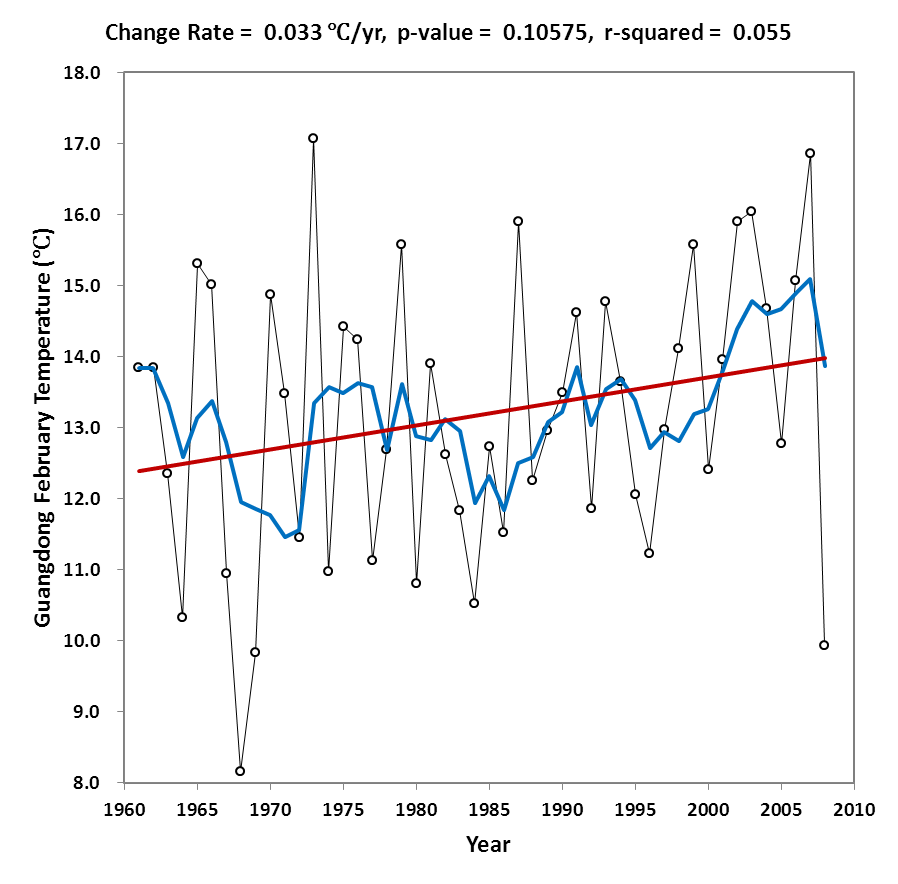 Change Rate = 0.033 ℃/yr, p-value = 0.10575, r-squared = 0.055
Guangdong February Temperature (℃)
18.0
17.0
16.0
15.0
14.0
13.0
12.0
11.0
10.0
9.0
8.0
1960 1965 1970 1975 1980 1985 1990 1995 2000 2005 2010
Year